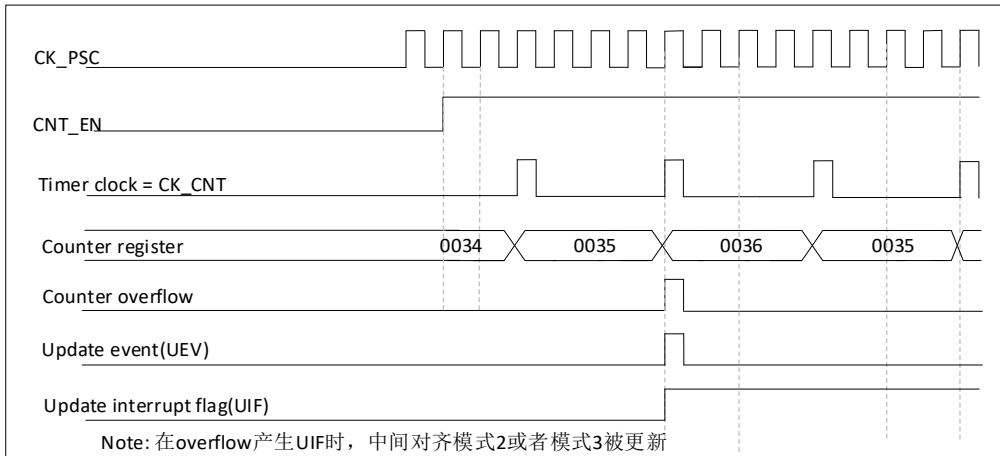 CK_PSC
CNT_EN
Timer clock = CK_CNT
Counter register 0034 0035 0036 0035
Counter overflow
Update event(UEV)
Update interrupt flag(UIF)
Note: 在overflow产生UIF时，中间对齐模式2或者模式3被更新